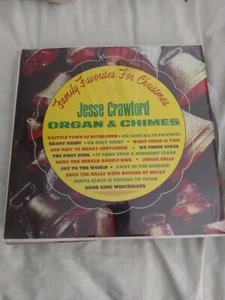 Family Favorites For Christmas
Jesse Crawford
ORGAN & CHIMES
O LITTLE TOWN OF BETHLEHEM • OH COME ALL YE FAITHFUL
SILENT NIGHT • OH HOLY NIGHT • WHAT CHILD IS THIS
GOD REST YE MERRY GENTLEMEN • WE THREE KINGS
THE FIRST NOEL • IT CAME UPON A MIDNIGHT CLEAR
HARK THE HERALD ANGELS SING • JINGLE BELLS
JOY TO THE WORLD • AWAY IN THE MANGER
DECK THE HALLS WITH BOUGHS OF HOLLY
SANTA CLAUS IS COMING TO TOWN
GOOD KING WENCESLAUS